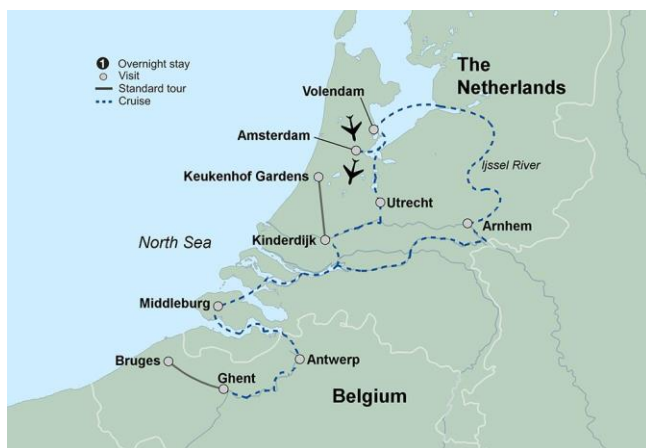 1 Overnight stay
Visit
Standard tour
Cruise
The
Netherlands
Volendam
Amsterdam
Keukenhof Gardens
Ijssel River
Utrecht
Arnhem
North Sea
Kinderdijk
Middleburg
Bruges
Ghent
Antwerp
Belgium